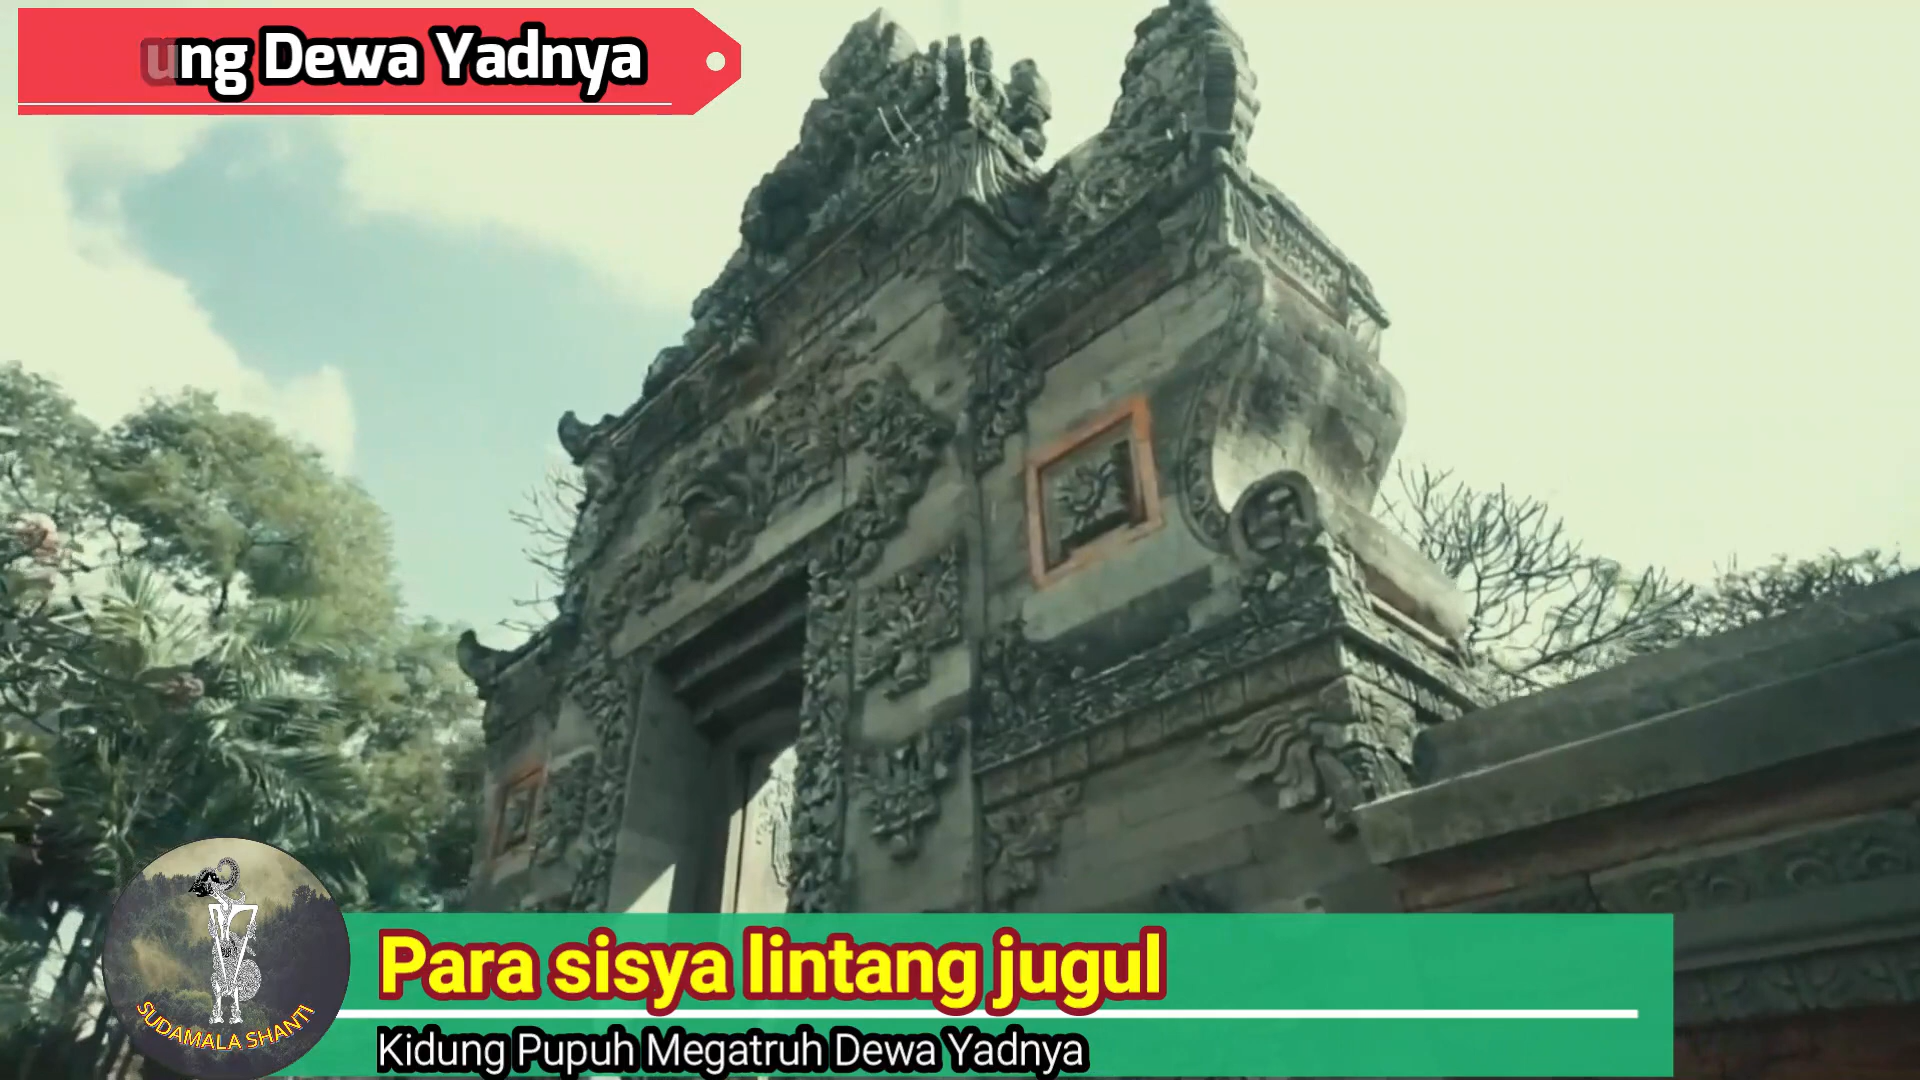 ung Dewa Yadnya
Para sisya lintang jugul
Kidung Pupuh Megatruh Dewa Yadnya
SUDAMALA SHANTI